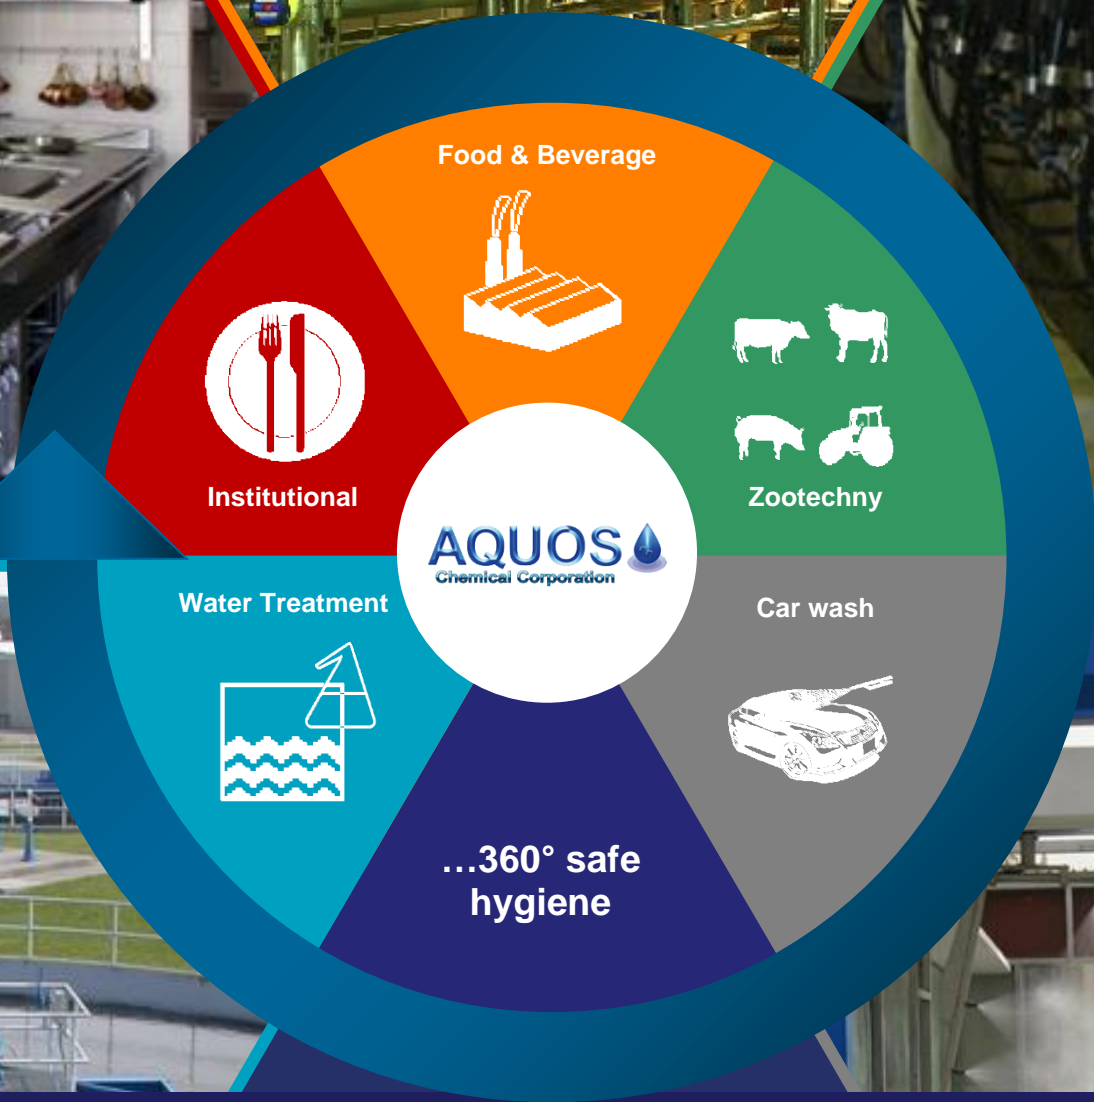 Food & Beverage
Institutional
Zootechny
AQUOS
Chemical Corporation
Water Treatment
Car wash
…360° safe
hygiene